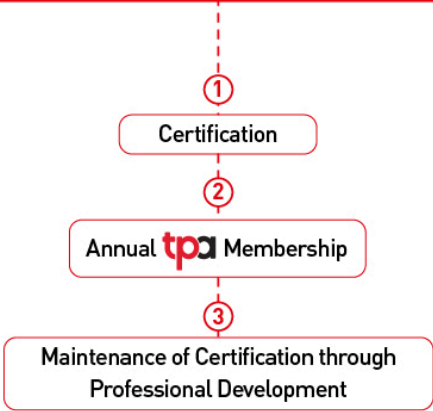 1
Certification
2
Annual tpa Membership
3
Maintenance of Certification through
Professional Development